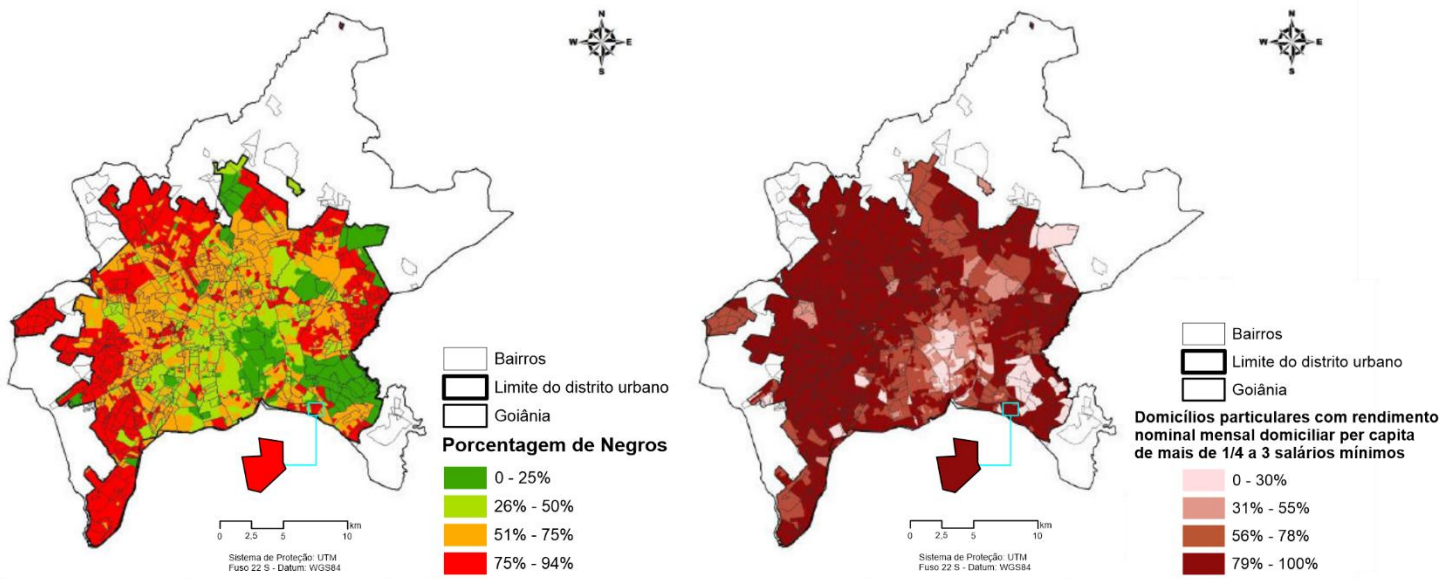 N
W E
S
Bairros
Limite do distrito urbano
Goiânia
Porcentagem de Negros
0 - 25%
26% - 50%
51% - 75%
75% - 94%
km
0 2,5 5 10
Sistema de Proteção: UTM
Fuso 22 S - Datum: WGS84
N
W E
S
Bairros
Limite do distrito urbano
Goiânia
Domicílios particulares com rendimento
nominal mensal domiciliar per capita
de mais de 1/4 a 3 salários mínimos
0 - 30%
31% - 55%
56% - 78%
79% - 100%
km
0 2,5 5 10
Sistema de Proteção: UTM
Fuso 22 S - Datum: WGS84